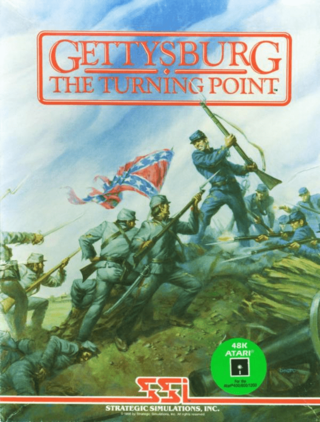 GETTYSBURG
THE TURNING POINT
48K
ATARI
SSI
STRATEGIC SIMULATIONS, INC.